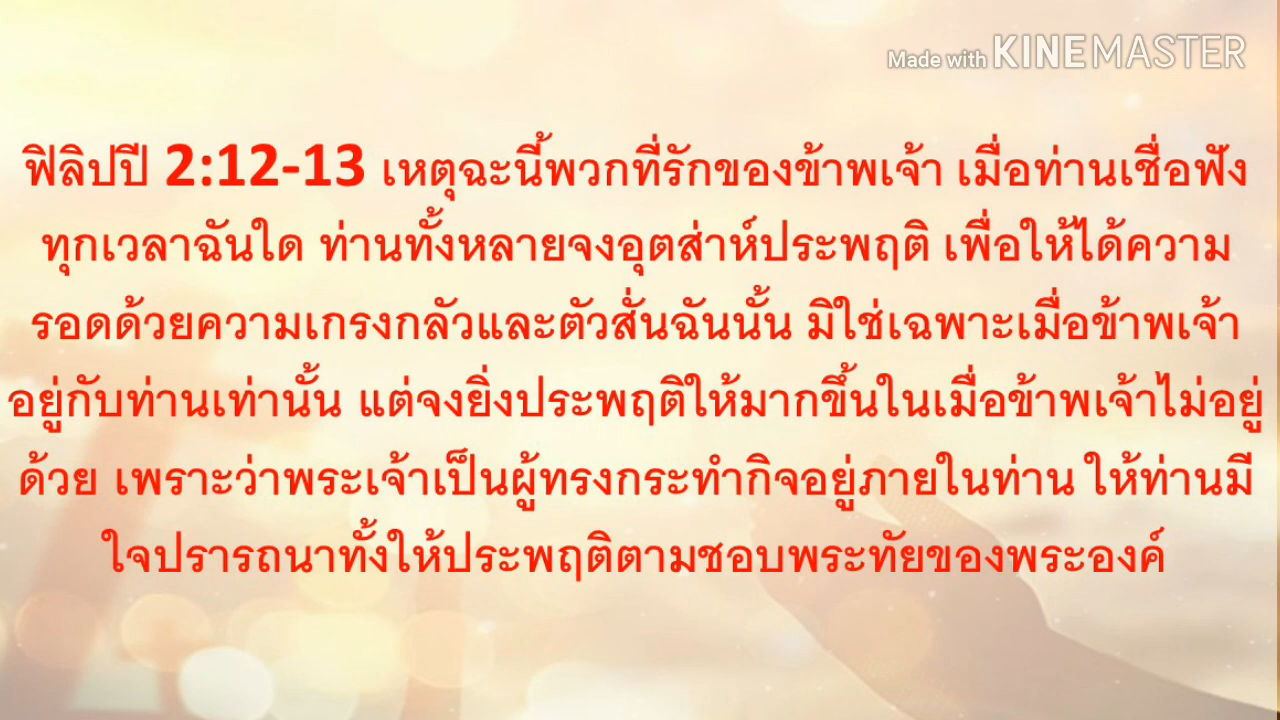 Made with KINEMASTER
ฟิลิปปี 2:12-13 เหตุฉะนี้พวกที่รักของข้าพเจ้า เมื่อท่านเชื่อฟัง
ทุกเวลาฉันใด ท่านทั้งหลายจงอุตส่าห์ประพฤติ เพื่อให้ได้ความ
รอดด้วยความเกรงกลัวและตัวสั่นฉันนั้น มิใช่เฉพาะเมื่อข้าพเจ้า
อยู่กับท่านเท่านั้น แต่จงยิ่งประพฤติให้มากขึ้นในเมื่อข้าพเจ้าไม่อยู่
ด้วย เพราะว่าพระเจ้าเป็นผู้ทรงกระทำกิจอยู่ภายในท่าน ให้ท่านมี
ใจปรารถนาทั้งให้ประพฤติตามชอบพระทัยของพระองค์